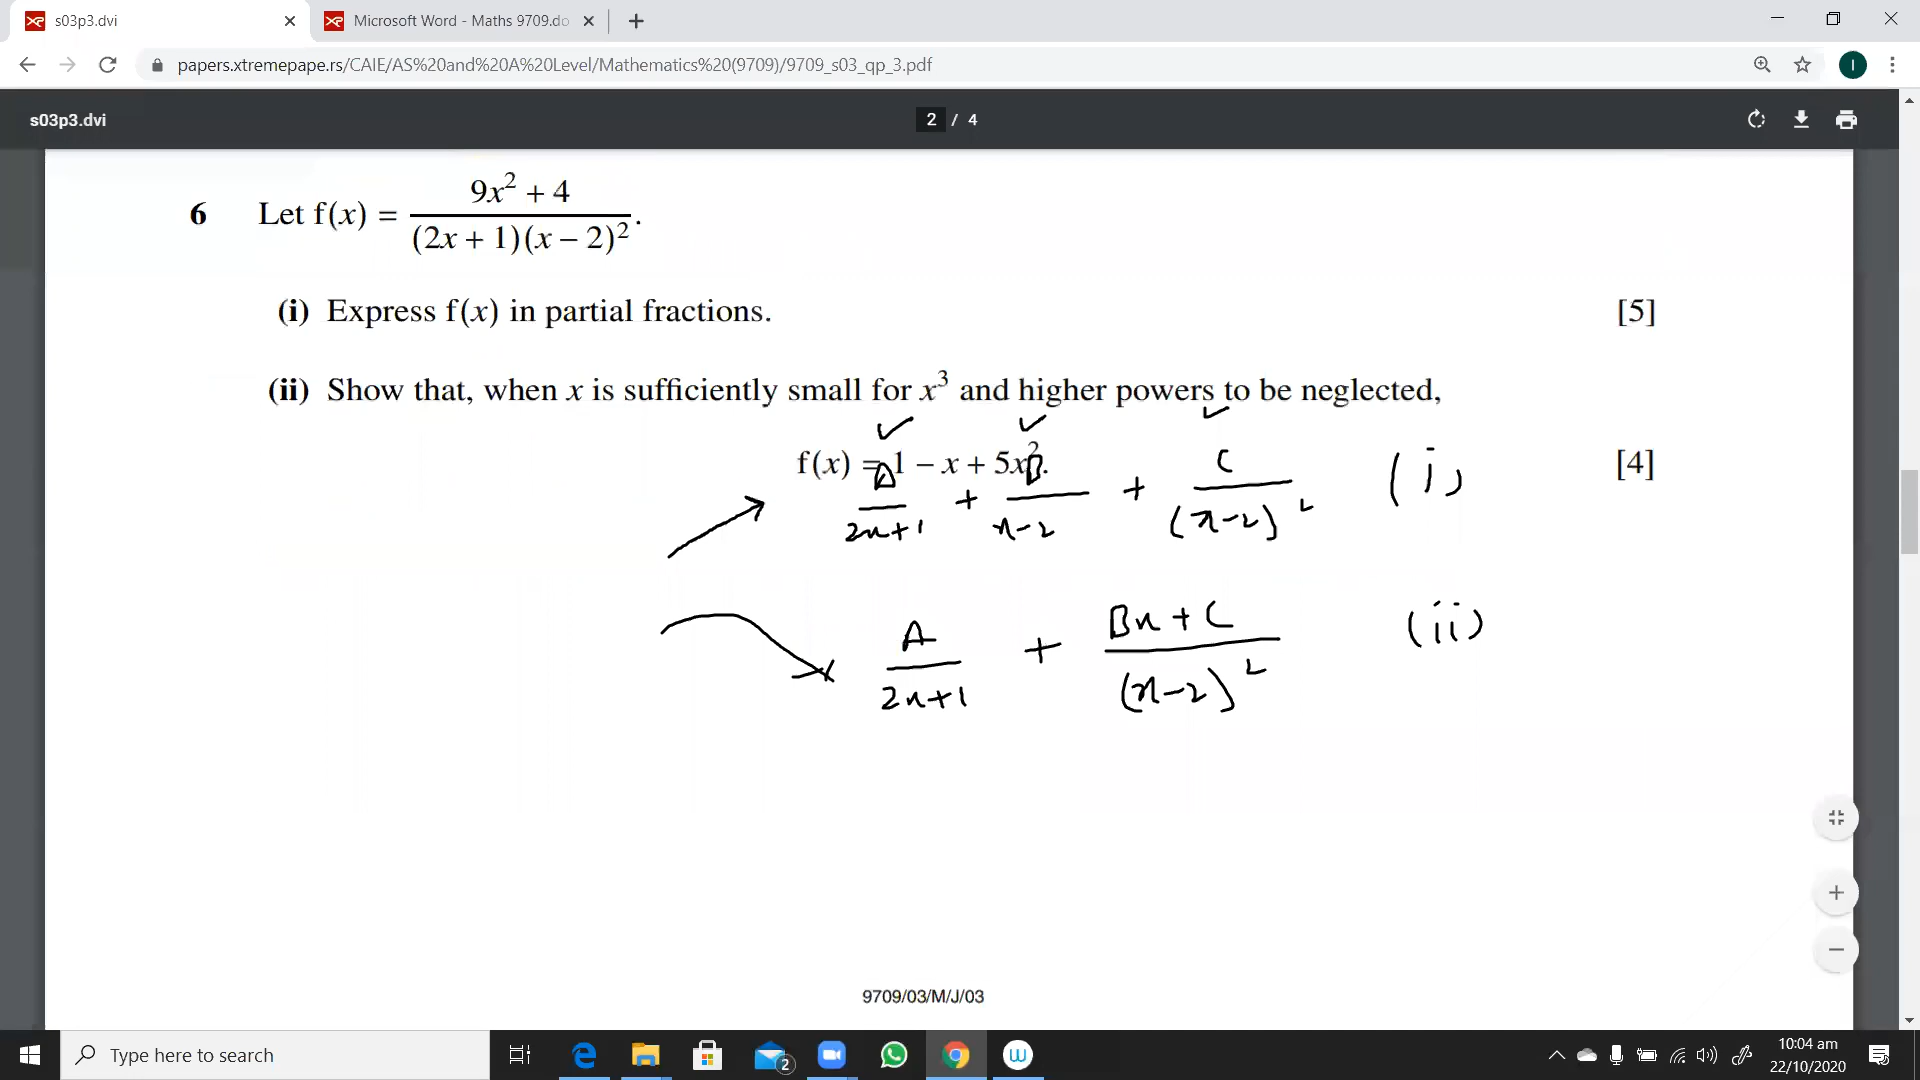 s03p3.dvi
Microsoft Word - Maths 9709.do
papers.xtremepape.rs/CAIE/AS%20and%20A%20Level/Mathematics%20(9709)/9709_s03_qp_3.pdf
I
s03p3.dvi
2 / 4
6 Let f(x) = (9x² + 4) / ((2x + 1)(x − 2)²).
(i) Express f(x) in partial fractions. [5]
(ii) Show that, when x is sufficiently small for x³ and higher powers to be neglected,
f(x) = 1 − x + 5x². [4]
A/(2x+1) + B/(x−2) + C/(x−2)² (i)
A/(2x+1) + (Bx+C)/(x−2)² (ii)
9709/03/M/J/03
Type here to search
2
10:04 am
22/10/2020